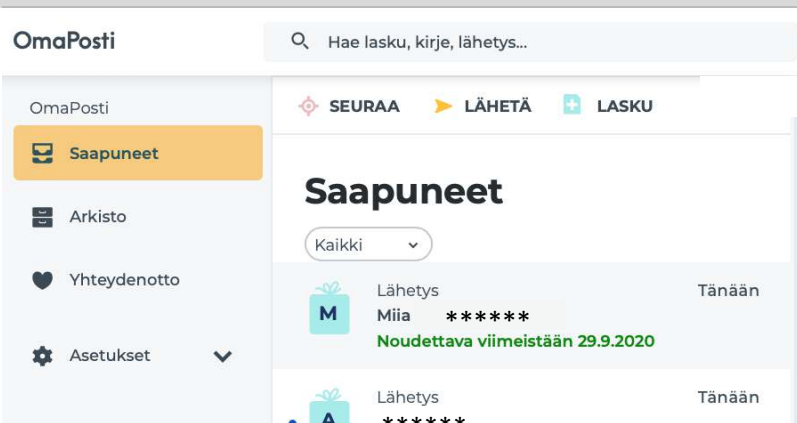 OmaPosti
Hae lasku, kirje, lähetys...
OmaPosti
Saapuneet
Arkisto
Yhteydenotto
Asetukset
SEURAA LÄHETÄ LASKU
Saapuneet
Kaikki
Lähetys Tänään
M
Miia ******
Noudettava viimeistään 29.9.2020
Lähetys Tänään
A
******